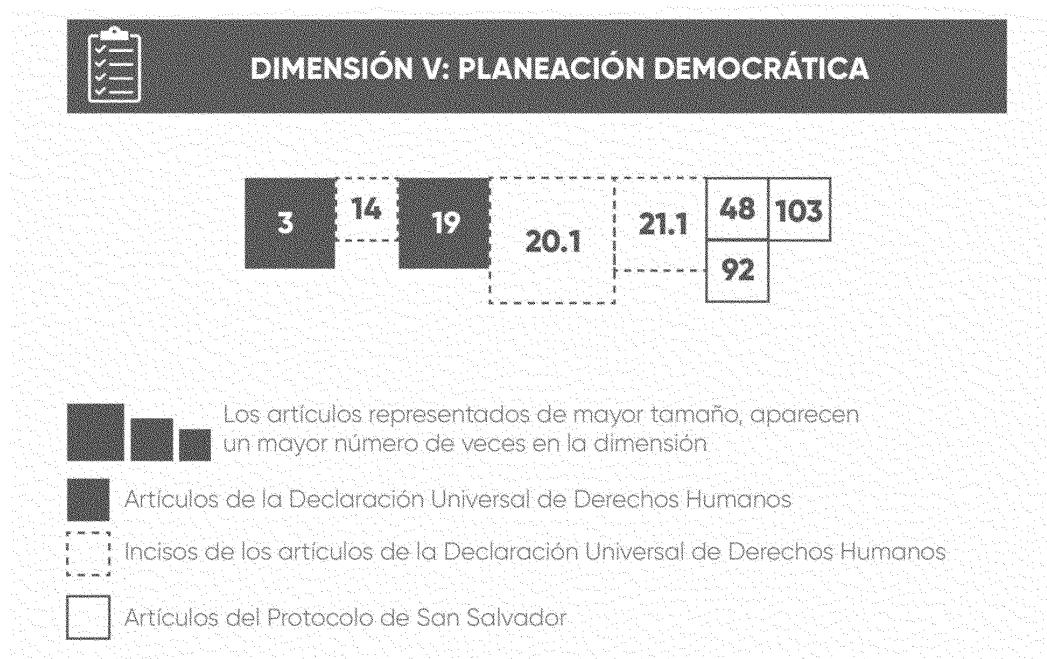 DIMENSIÓN V: PLANEACIÓN DEMOCRÁTICA
3 14 19 20.1 21.1 48 103
92
Los artículos representados de mayor tamaño, aparecen
un mayor número de veces en la dimensión
Artículos de la Declaración Universal de Derechos Humanos
Incisos de los artículos de la Declaración Universal de Derechos Humanos
Artículos del Protocolo de San Salvador